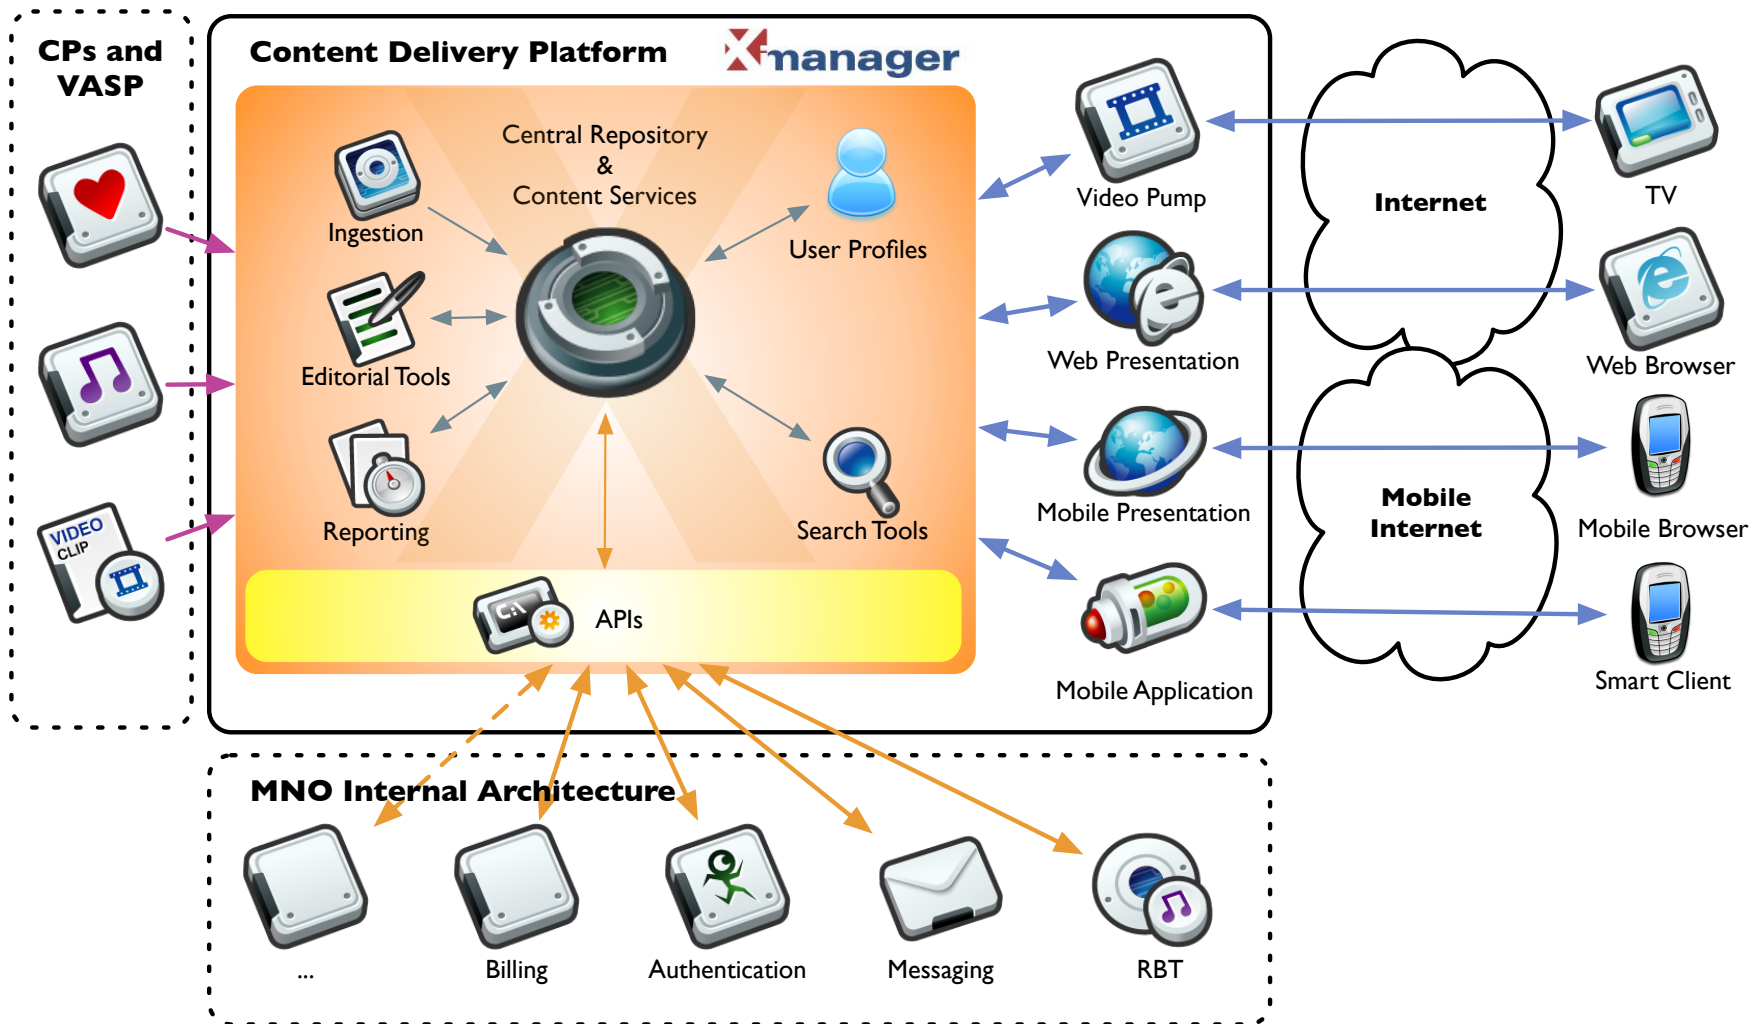 CPs and
VASP
Content Delivery Platform
X-manager
Central Repository
&
Content Services
Ingestion
User Profiles
Editorial Tools
Reporting
Search Tools
APIs
C:\
VIDEO
CLIP
Video Pump
Web Presentation
Mobile Presentation
Mobile Application
Internet
Mobile
Internet
TV
Web Browser
Mobile Browser
Smart Client
MNO Internal Architecture
...
Billing
Authentication
Messaging
RBT